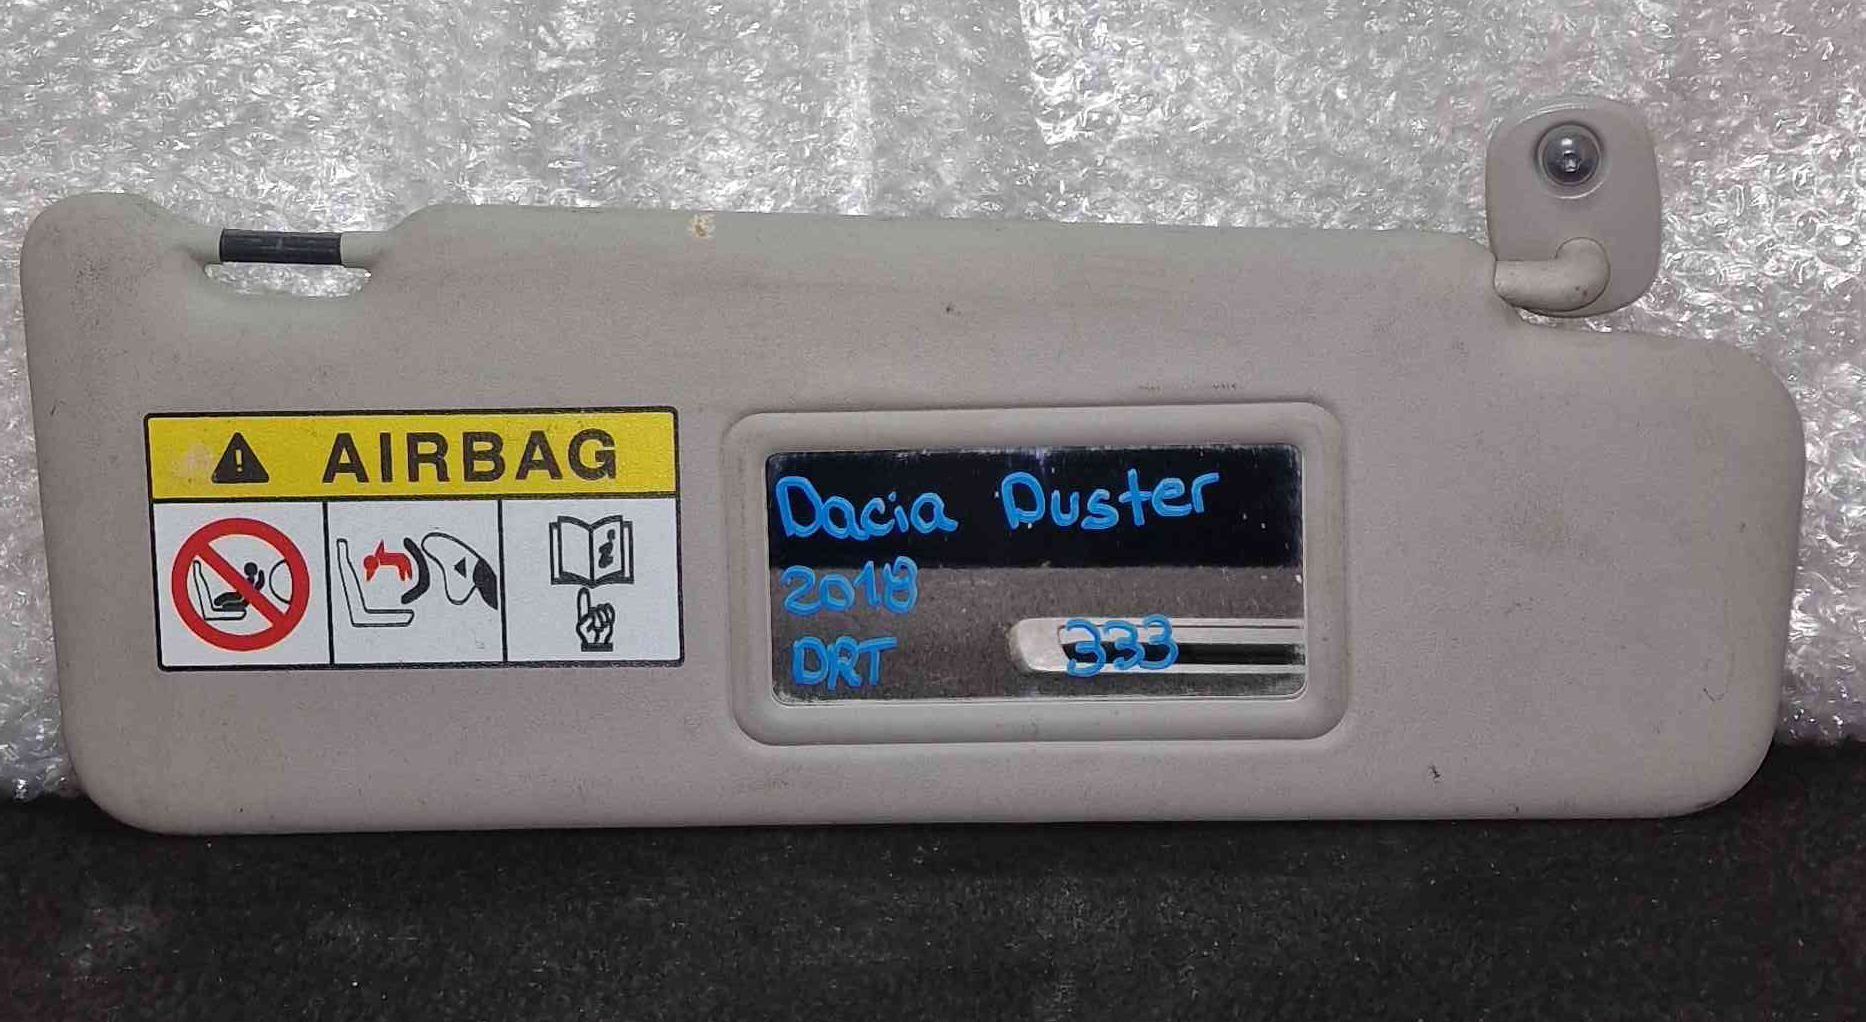 AIRBAG
Dacia Duster
2018
DRT 333